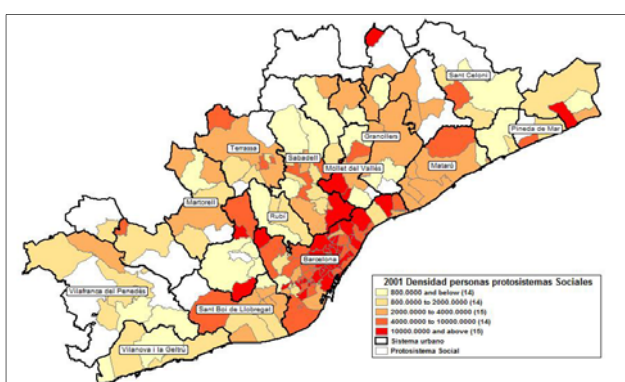 Sant Celoni
Pineda de Mar
Granollers
Terrassa
Sabadell
Mollet del Vallès
Mataró
Martorell
Rubí
Barcelona
Vilafranca del Penedès
Sant Boi de Llobregat
Vilanova i la Geltrú
2001 Densidad personas protosistemas Sociales
800.0000 and below (14)
800.0000 to 2000.0000 (14)
2000.0000 to 4000.0000 (15)
4000.0000 to 10000.0000 (14)
10000.0000 and above (15)
Sistema urbano
Protosistema Social